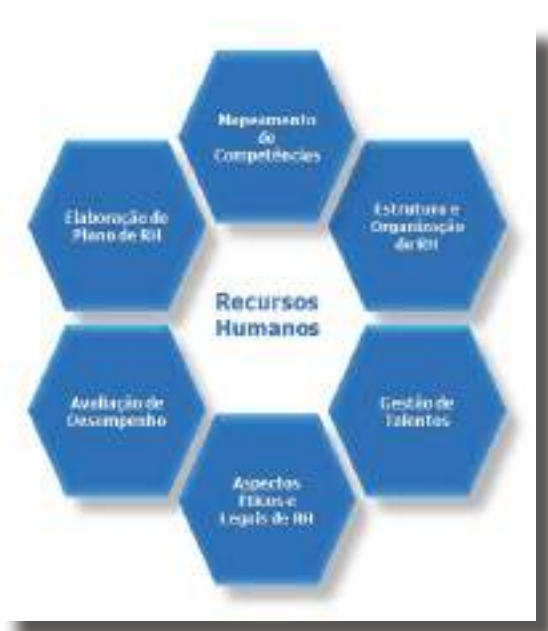 Mapeamento
de
Competências
Estrutura e
Organização
de RH
Gestão de
Talentos
Aspectos
Éticos e
Legais de RH
Avaliação de
Desempenho
Elaboração de
Plano de RH
Recursos
Humanos